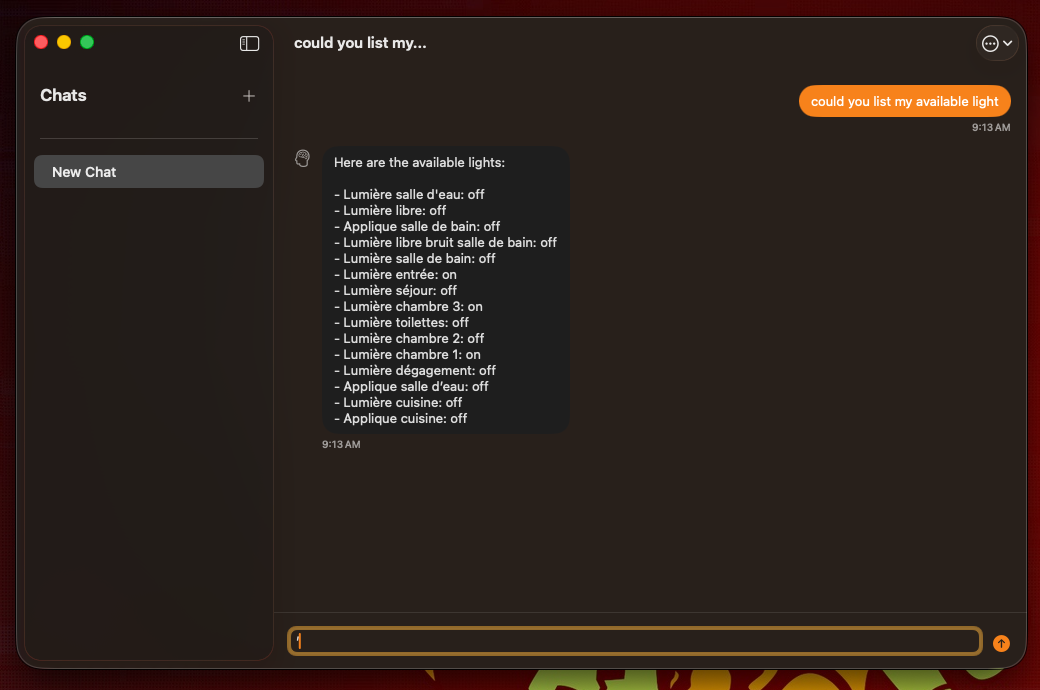 could you list my...
Chats
New Chat
could you list my available light
9:13 AM
Here are the available lights:
- Lumière salle d'eau: off
- Lumière libre: off
- Applique salle de bain: off
- Lumière libre bruit salle de bain: off
- Lumière salle de bain: off
- Lumière entrée: on
- Lumière séjour: off
- Lumière chambre 3: on
- Lumière toilettes: off
- Lumière chambre 2: off
- Lumière chambre 1: on
- Lumière dégagement: off
- Applique salle d’eau: off
- Lumière cuisine: off
- Applique cuisine: off
9:13 AM